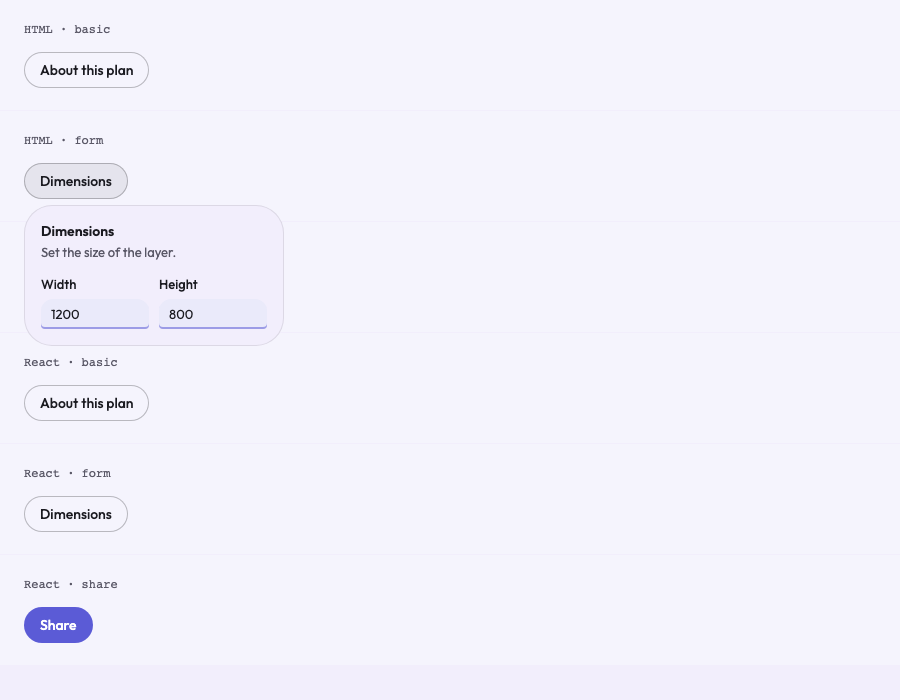 HTML · basic
About this plan
HTML · form
Dimensions
Dimensions
Set the size of the layer.
Width Height
1200 800
React · basic
About this plan
React · form
Dimensions
React · share
Share